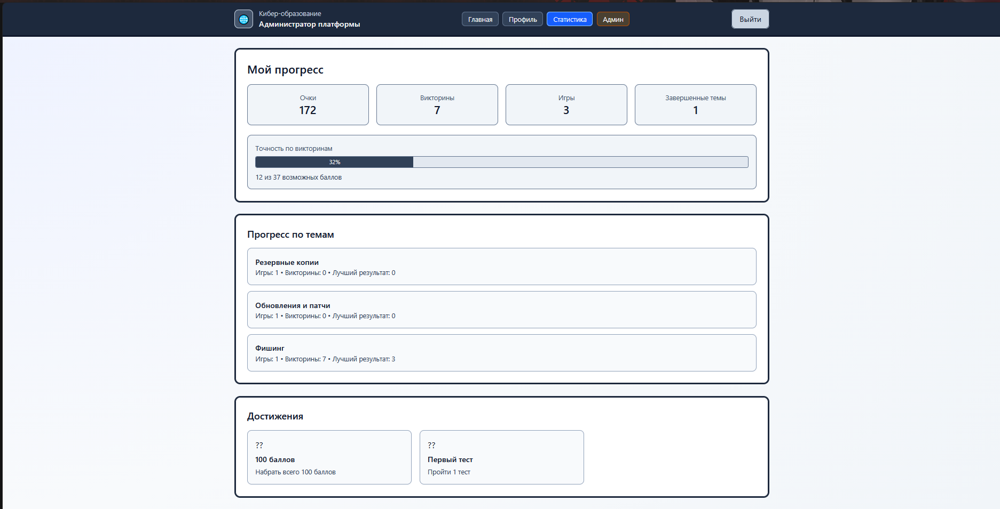 Кибер-образование
Администратор платформы
Главная
Профиль
Статистика
Админ
Выйти
Мой прогресс
Очки
172
Викторины
7
Игры
3
Завершенные темы
1
Точность по викторинам
32%
12 из 37 возможных баллов
Прогресс по темам
Резервные копии
Игры: 1 • Викторины: 0 • Лучший результат: 0
Обновления и патчи
Игры: 1 • Викторины: 0 • Лучший результат: 0
Фишинг
Игры: 1 • Викторины: 7 • Лучший результат: 3
Достижения
??
100 баллов
Набрать всего 100 баллов
??
Первый тест
Пройти 1 тест